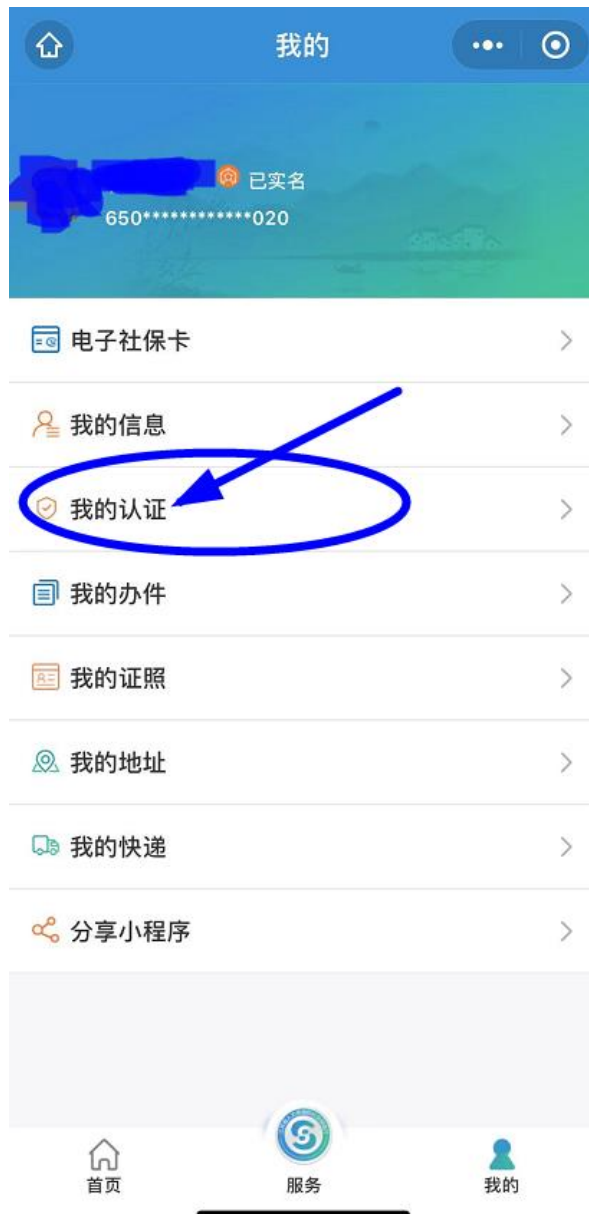 我的
已实名
650************020
电子社保卡
我的信息
我的认证
我的办件
我的证照
我的地址
我的快递
分享小程序
首页
服务
我的